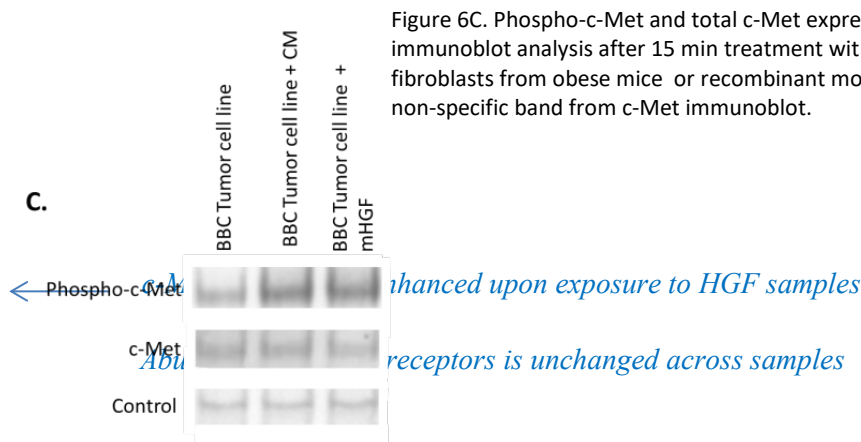 Figure 6C. Phospho-c-Met and total c-Met expre
immunoblot analysis after 15 min treatment wit
fibroblasts from obese mice or recombinant mo
non-specific band from c-Met immunoblot.
BBC Tumor cell line
BBC Tumor cell line + CM
BBC Tumor cell line +
mHGF
C.
Phospho-c-Met
nhanced upon exposure to HGF samples
c-Met
receptors is unchanged across samples
Control